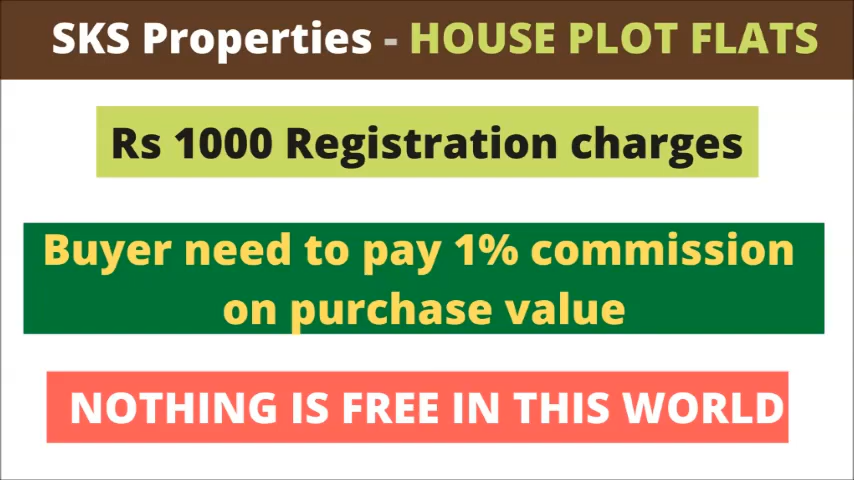 SKS Properties - HOUSE PLOT FLATS
Rs 1000 Registration charges
Buyer need to pay 1% commission
on purchase value
NOTHING IS FREE IN THIS WORLD